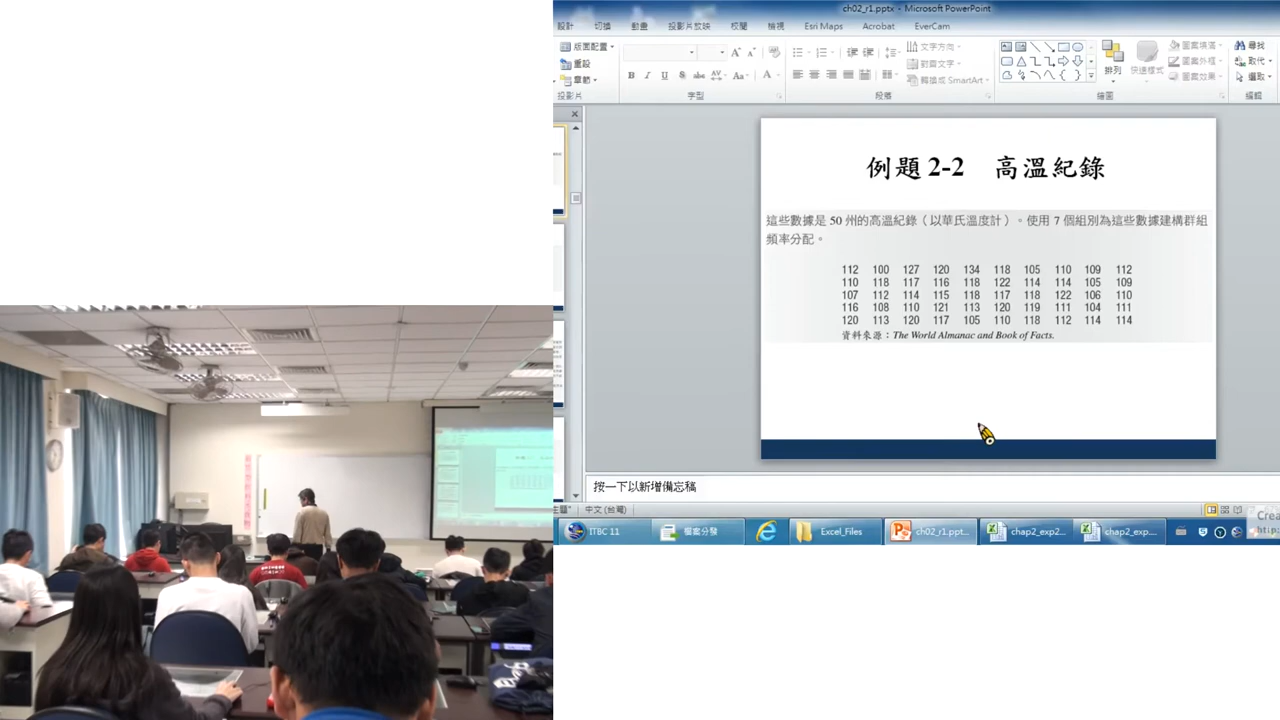 ch02_r1.pptx - Microsoft PowerPoint
設計 切換 動畫 投影片放映 校閱 檢視 Esri Maps Acrobat EverCam
版面配置
重設
章節
投影片
字型
文字方向
對齊文字
轉換成 SmartArt
段落
排列
快速樣式
圖案填滿
圖案外框
圖案效果
繪圖
尋找
取代
選取
編輯
例題 2-2 高溫紀錄
這些數據是 50 州的高溫紀錄(以華氏溫度計)。使用 7 個組別為這些數據建構群組
頻率分配。
112 100 127 120 134 118 105 110 109 112
110 118 117 116 118 122 114 114 105 109
107 112 114 115 118 117 118 122 106 110
116 108 110 121 113 120 119 111 104 111
120 113 120 117 105 110 118 112 114 114
資料來源:The World Almanac and Book of Facts.
按一下以新增備忘稿
中文 (台灣)
ITBC 11 檔案分發 Excel_Files ch02_r1.ppt... chap2_exp2... chap2_exp....